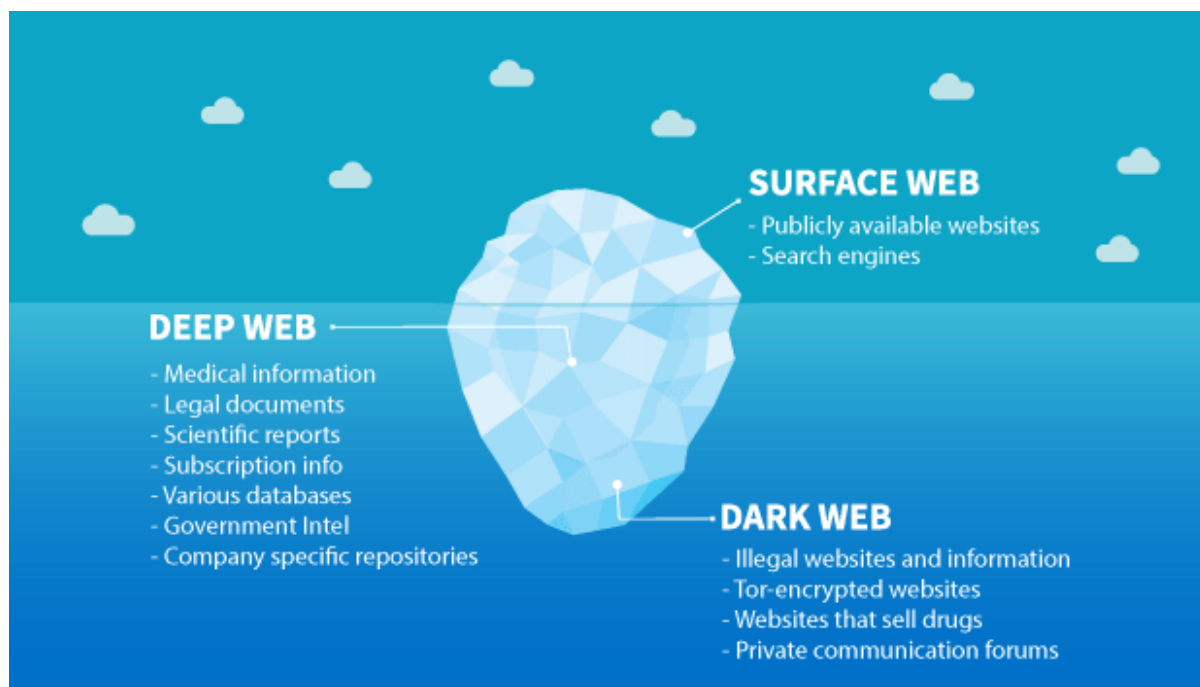 SURFACE WEB
- Publicly available websites
- Search engines
DEEP WEB
- Medical information
- Legal documents
- Scientific reports
- Subscription info
- Various databases
- Government Intel
- Company specific repositories
DARK WEB
- Illegal websites and information
- Tor-encrypted websites
- Websites that sell drugs
- Private communication forums